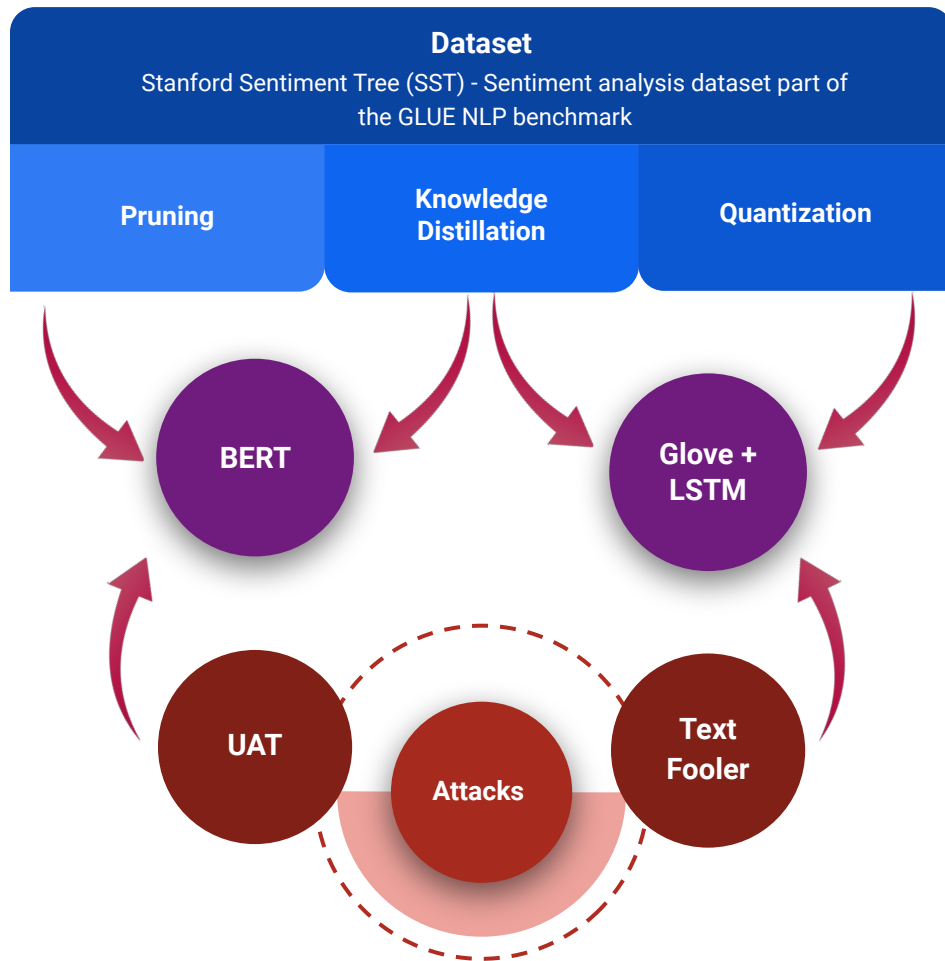 Dataset
Stanford Sentiment Tree (SST) - Sentiment analysis dataset part of
the GLUE NLP benchmark
Pruning
Knowledge
Distillation
Quantization
BERT
Glove +
LSTM
UAT
Attacks
Text
Fooler